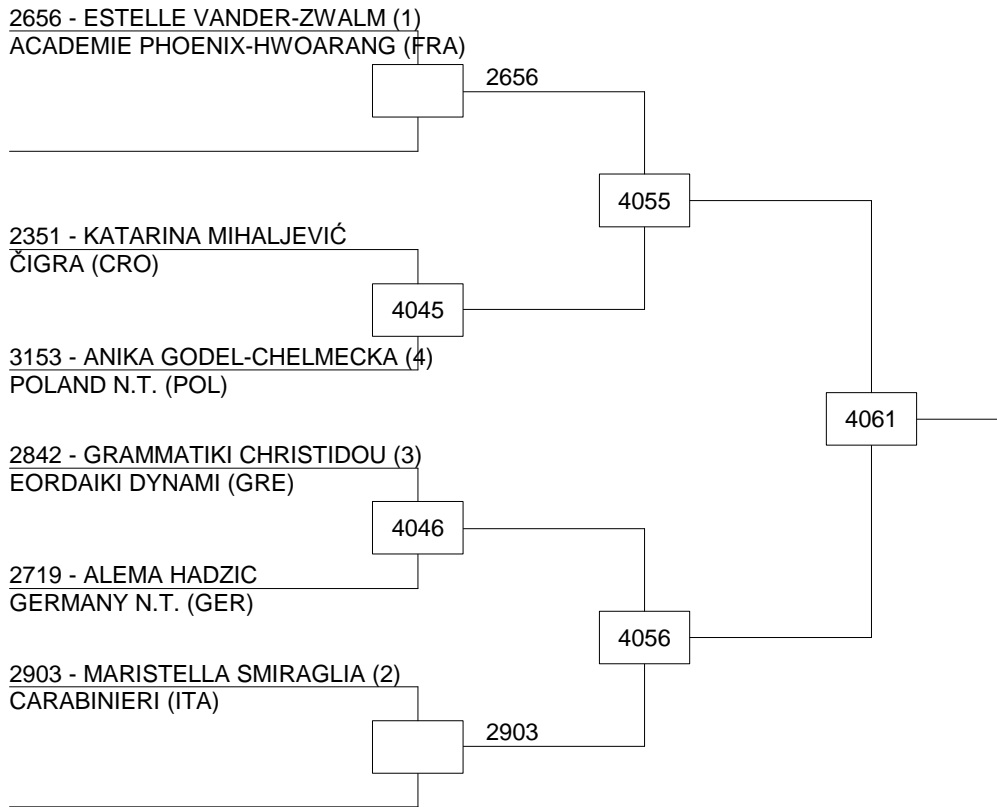 2656 - ESTELLE VANDER-ZWALM (1)
ACADEMIE PHOENIX-HWOARANG (FRA)
2656
4055
2351 - KATARINA MIHALJEVIĆ
ČIGRA (CRO)
4045
3153 - ANIKA GODEL-CHELMECKA (4)
POLAND N.T. (POL)
4061
2842 - GRAMMATIKI CHRISTIDOU (3)
EORDAIKI DYNAMI (GRE)
4046
2719 - ALEMA HADZIC
GERMANY N.T. (GER)
4056
2903 - MARISTELLA SMIRAGLIA (2)
CARABINIERI (ITA)
2903